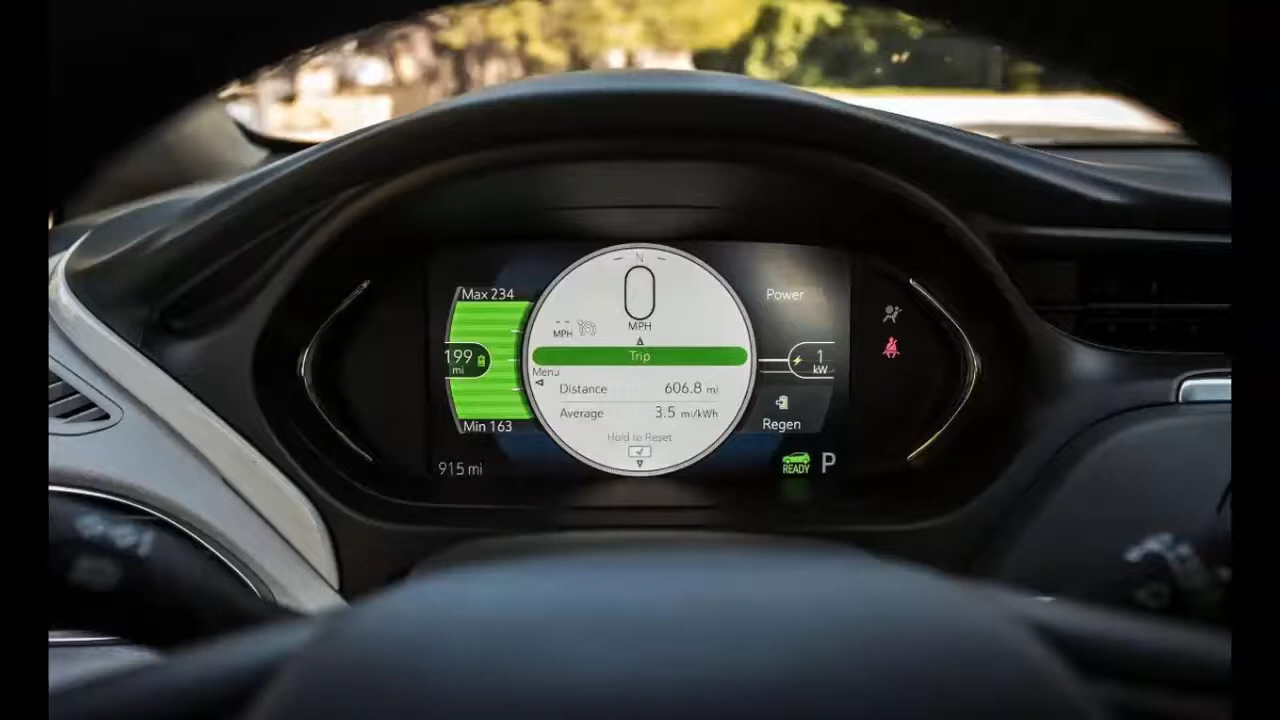 N
0
MPH
-- MPH
Trip
Menu
Distance 606.8 mi
Average 3.5 mi/kWh
Hold to Reset
Max 234
199
mi
Min 163
915 mi
Power
1
kW
Regen
READY P